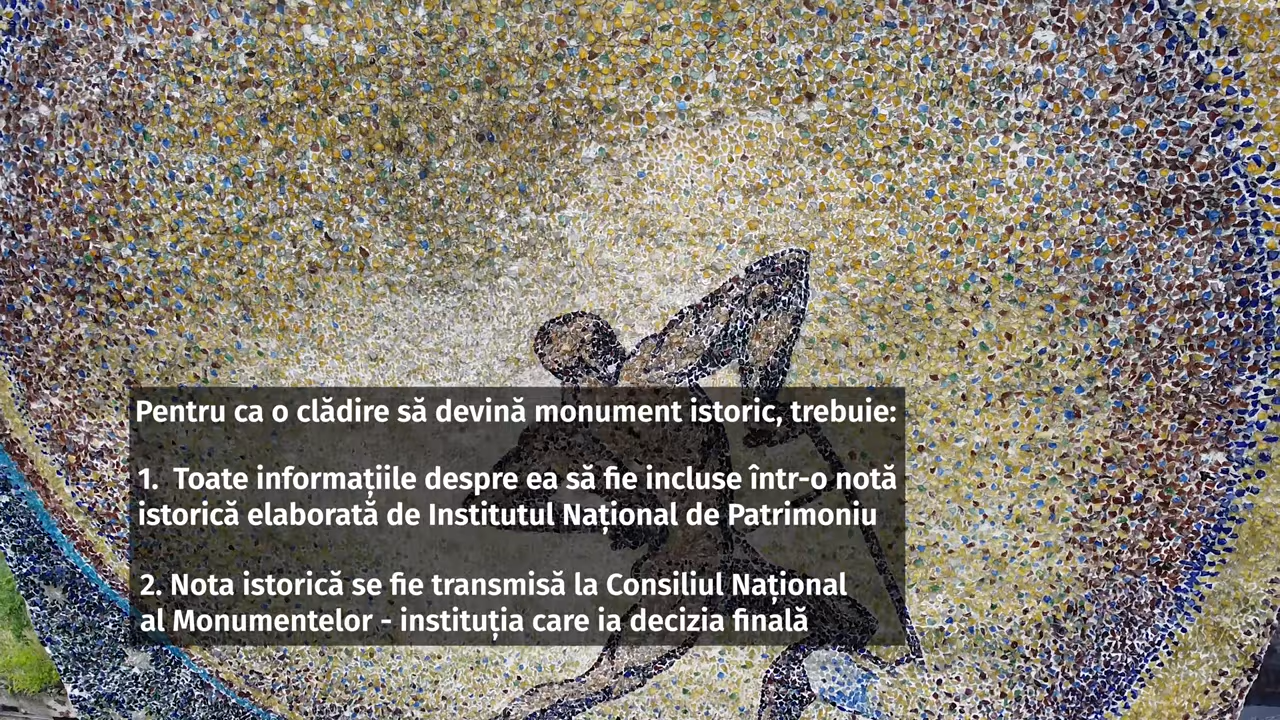 Pentru ca o clădire să devină monument istoric, trebuie:
1. Toate informațiile despre ea să fie incluse într-o notă
istorică elaborată de Institutul Național de Patrimoniu
2. Nota istorică se fie transmisă la Consiliul Național
al Monumentelor - instituția care ia decizia finală